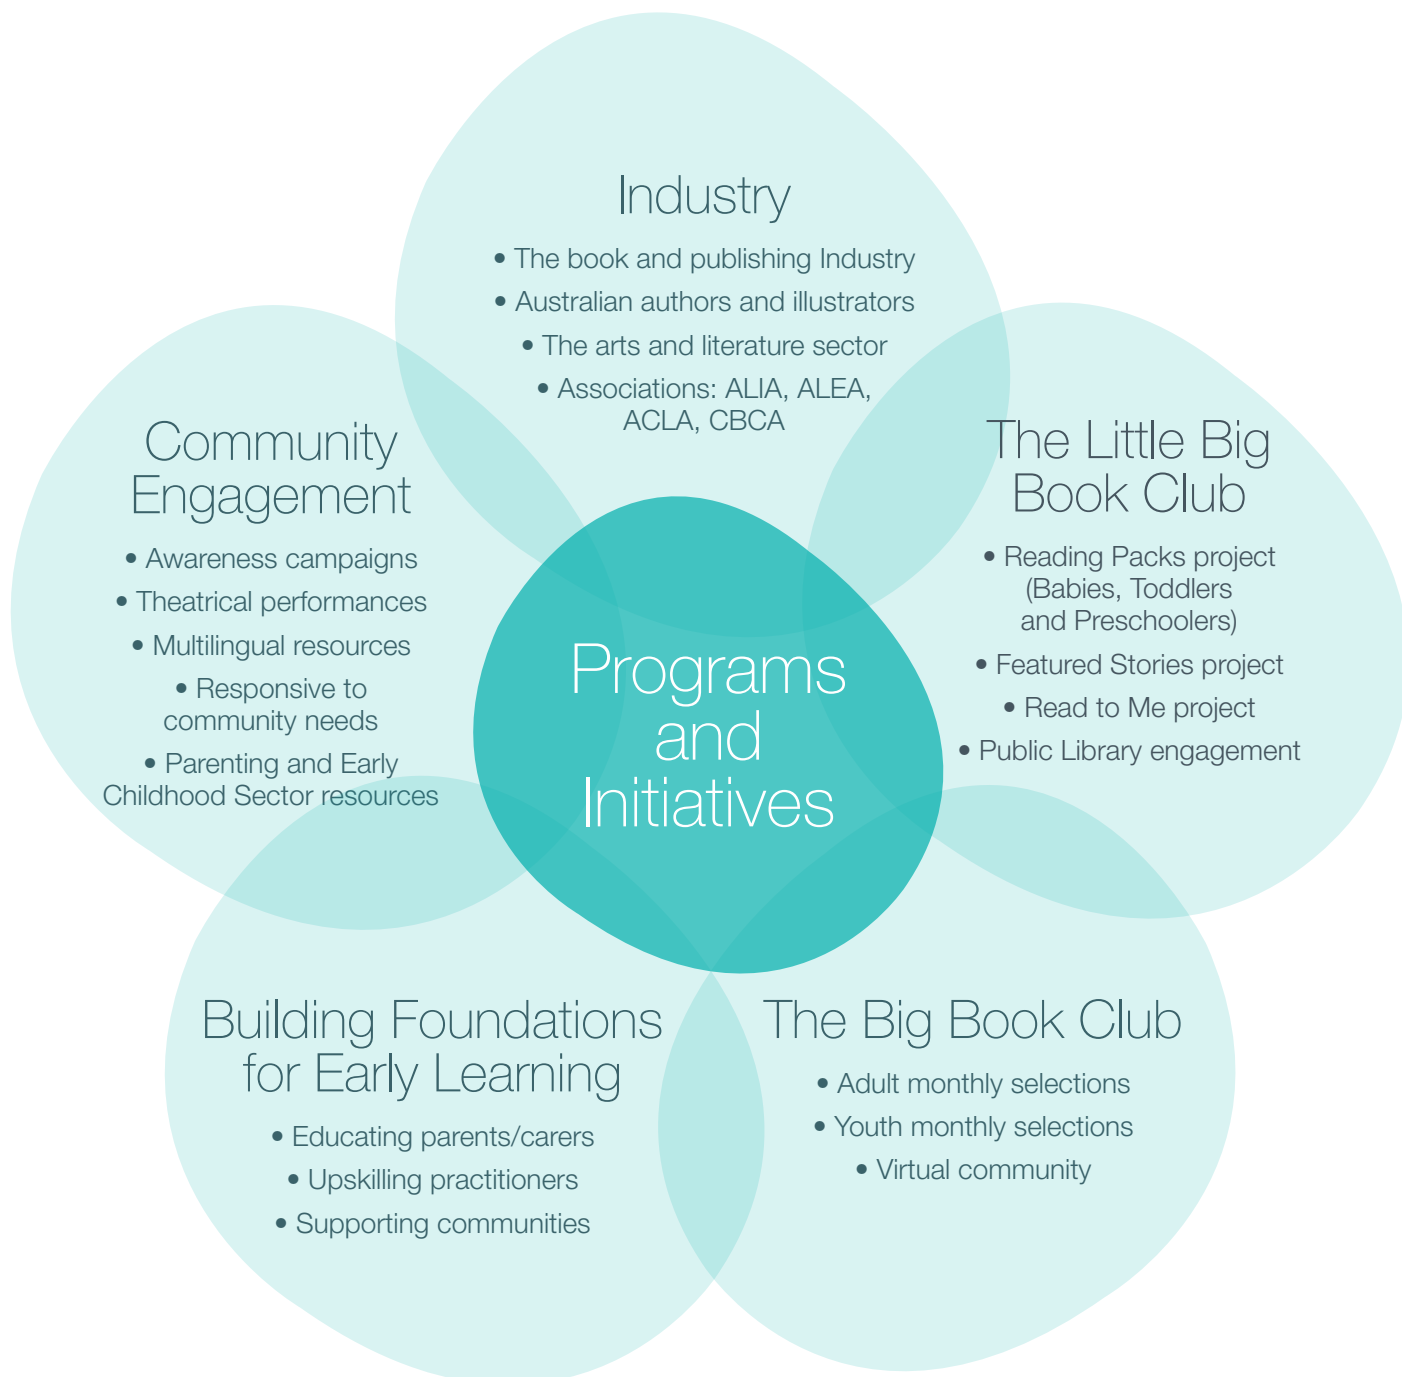 Industry
• The book and publishing Industry
• Australian authors and illustrators
• The arts and literature sector
• Associations: ALIA, ALEA,
ACLA, CBCA
Community
Engagement
• Awareness campaigns
• Theatrical performances
• Multilingual resources
• Responsive to
community needs
• Parenting and Early
Childhood Sector resources
The Little Big
Book Club
• Reading Packs project
(Babies, Toddlers
and Preschoolers)
• Featured Stories project
• Read to Me project
• Public Library engagement
Programs
and
Initiatives
Building Foundations
for Early Learning
• Educating parents/carers
• Upskilling practitioners
• Supporting communities
The Big Book Club
• Adult monthly selections
• Youth monthly selections
• Virtual community